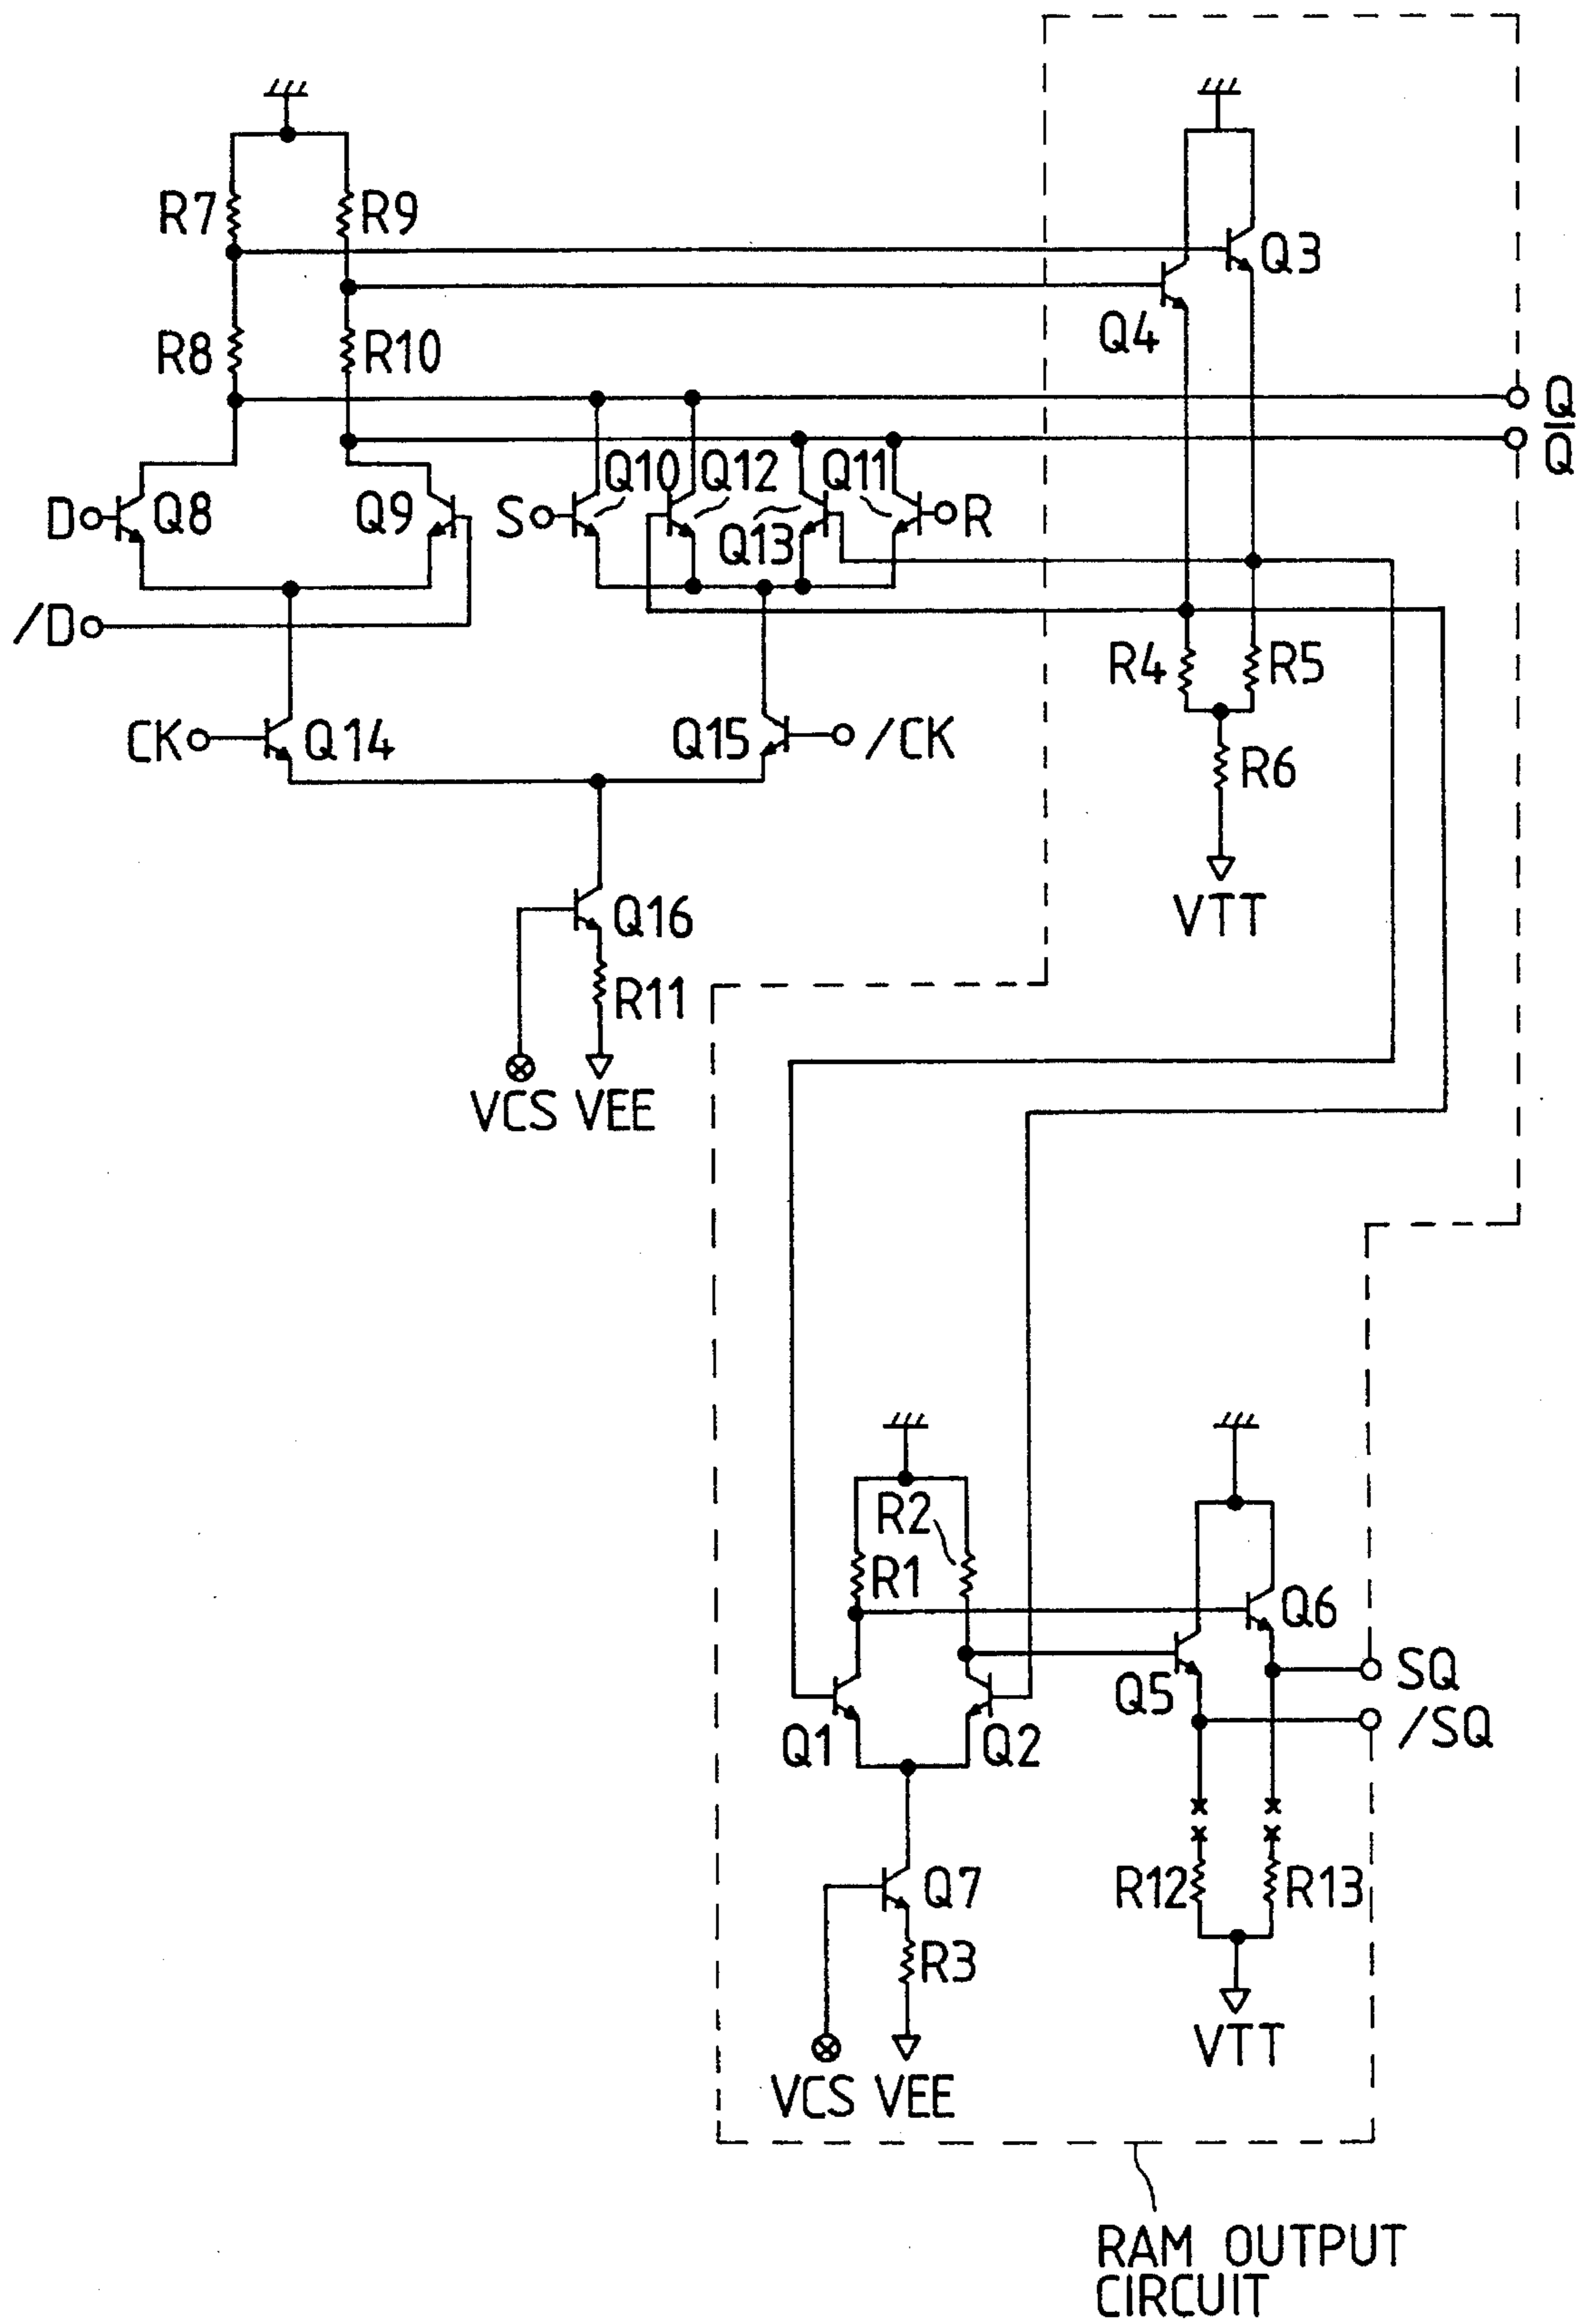 R7
R9
Q3
Q4
R8
R10
Q
Q̅
D
Q8
Q9
S
Q10
Q12
Q13
Q11
R
/D
R4
R5
CK
Q14
Q15
/CK
R6
VTT
Q16
R11
VCS VEE
R2
R1
Q6
Q5
SQ
/SQ
Q1
Q2
Q7
R12
R13
R3
VTT
VCS VEE
RAM OUTPUT
CIRCUIT